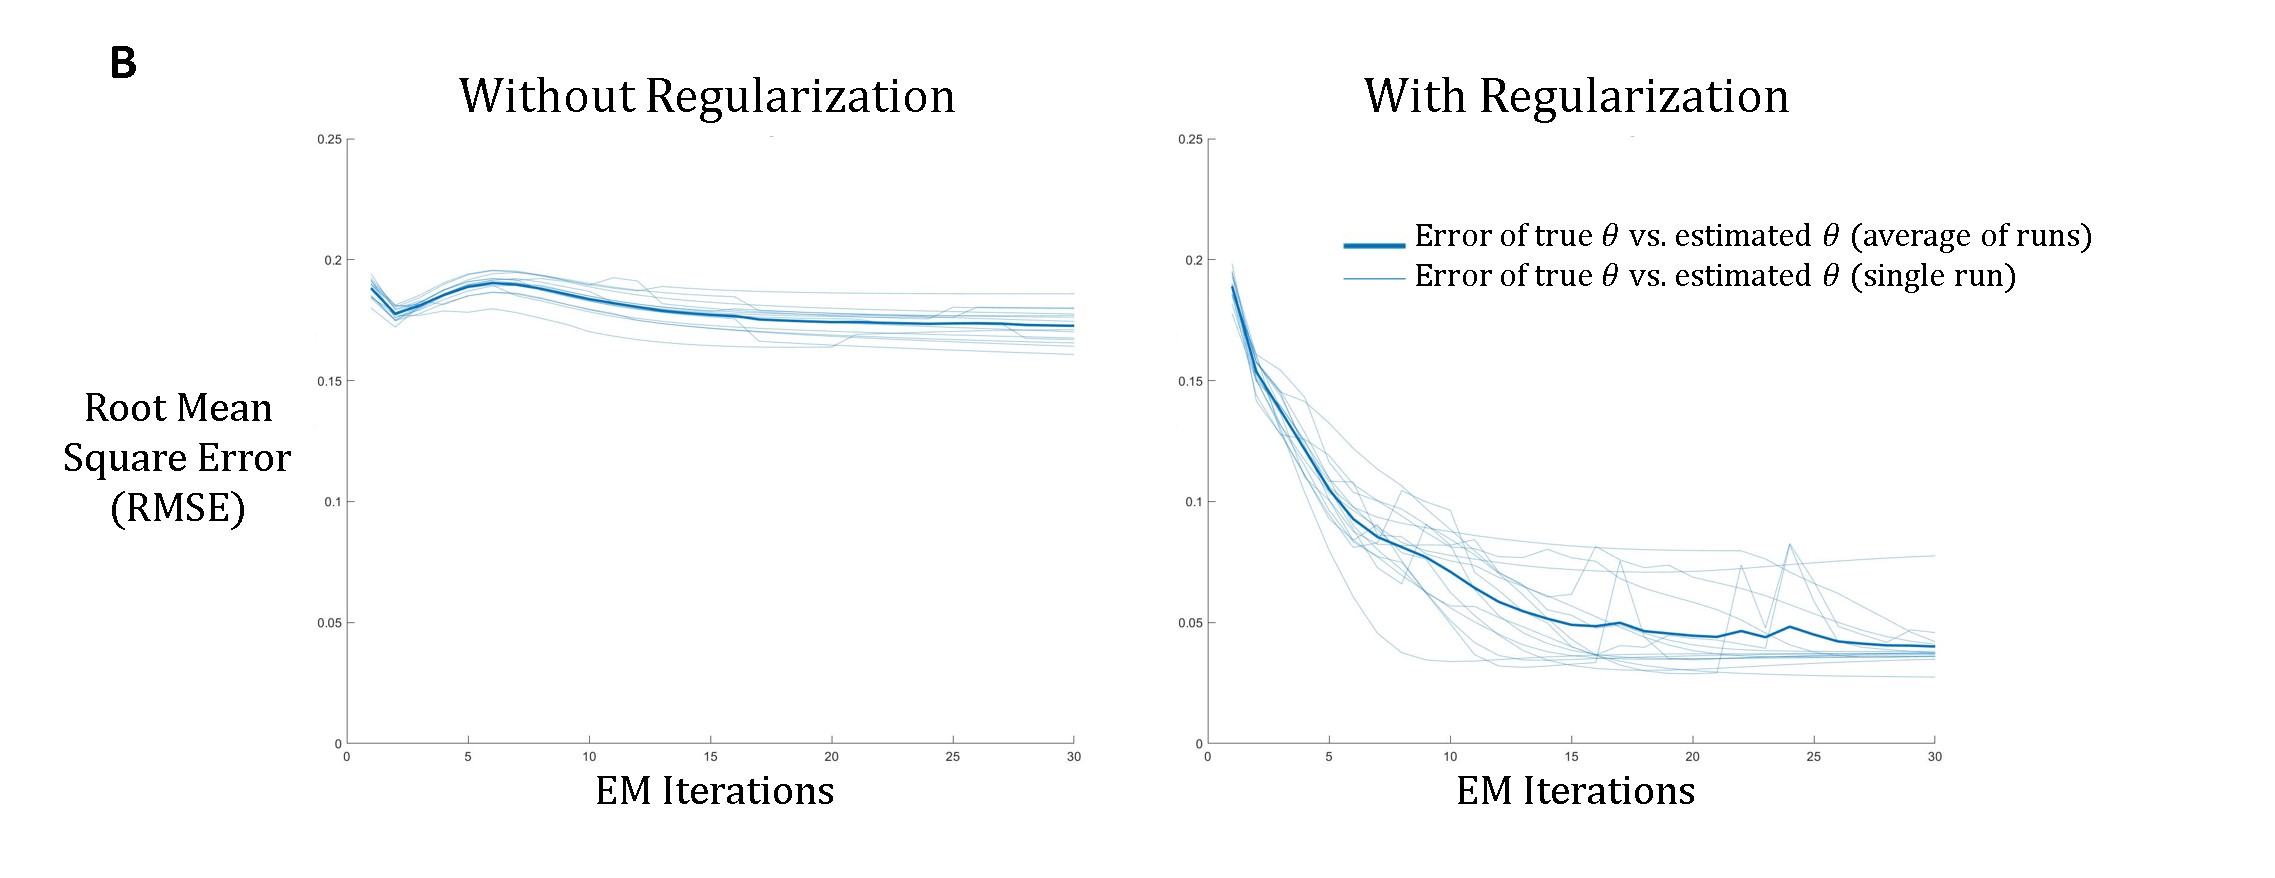 B
Without Regularization
With Regularization
0.25
0.2
0.15
0.1
0.05
0
0 5 10 15 20 25 30
Root Mean
Square Error
(RMSE)
EM Iterations
0.25
0.2
0.15
0.1
0.05
0
0 5 10 15 20 25 30
Error of true θ vs. estimated θ (average of runs)
Error of true θ vs. estimated θ (single run)
EM Iterations